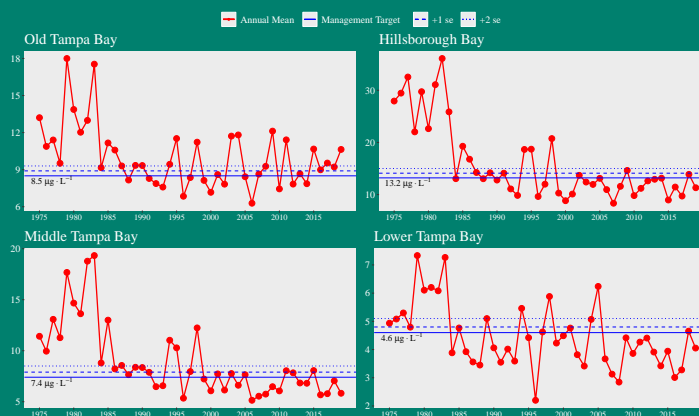 Annual Mean Management Target +1 se +2 se
Old Tampa Bay
18
15
12
9
6
8.5 µg · L⁻¹
1975 1980 1985 1990 1995 2000 2005 2010 2015
Hillsborough Bay
30
20
10
13.2 µg · L⁻¹
1975 1980 1985 1990 1995 2000 2005 2010 2015
Middle Tampa Bay
20
15
10
5
7.4 µg · L⁻¹
1975 1980 1985 1990 1995 2000 2005 2010 2015
Lower Tampa Bay
7
6
5
4
3
2
4.6 µg · L⁻¹
1975 1980 1985 1990 1995 2000 2005 2010 2015